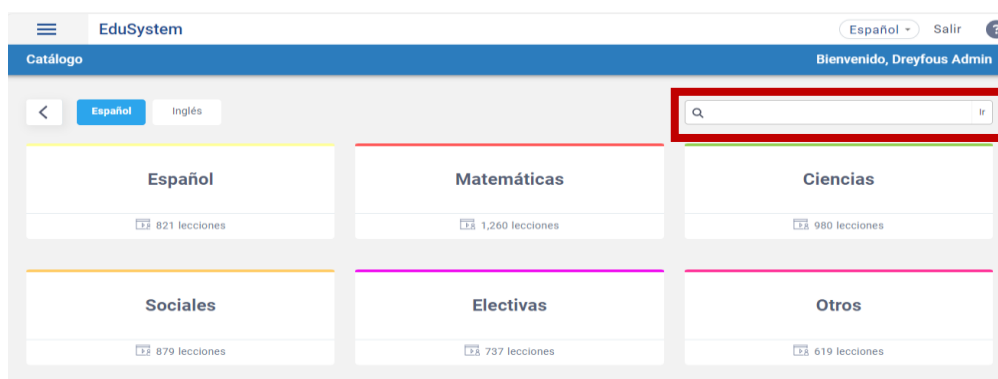 EduSystem
Español
Salir
?
Catálogo
Bienvenido, Dreyfous Admin
Español
Inglés
Ir
Español
Matemáticas
Ciencias
821 lecciones
1,260 lecciones
980 lecciones
Sociales
Electivas
Otros
879 lecciones
737 lecciones
619 lecciones